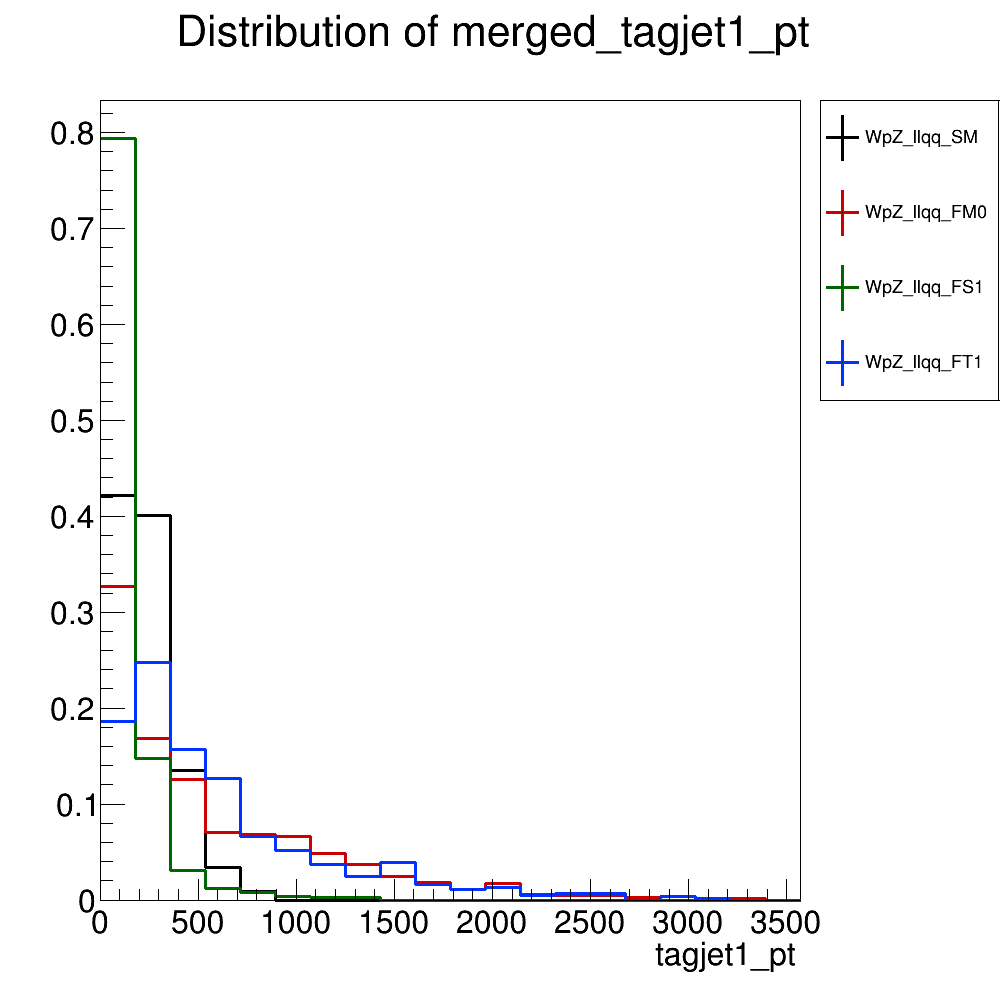 Distribution of merged_tagjet1_pt
WpZ_llqq_SM
WpZ_llqq_FM0
WpZ_llqq_FS1
WpZ_llqq_FT1
0.8
0.7
0.6
0.5
0.4
0.3
0.2
0.1
0
0 500 1000 1500 2000 2500 3000 3500
tagjet1_pt